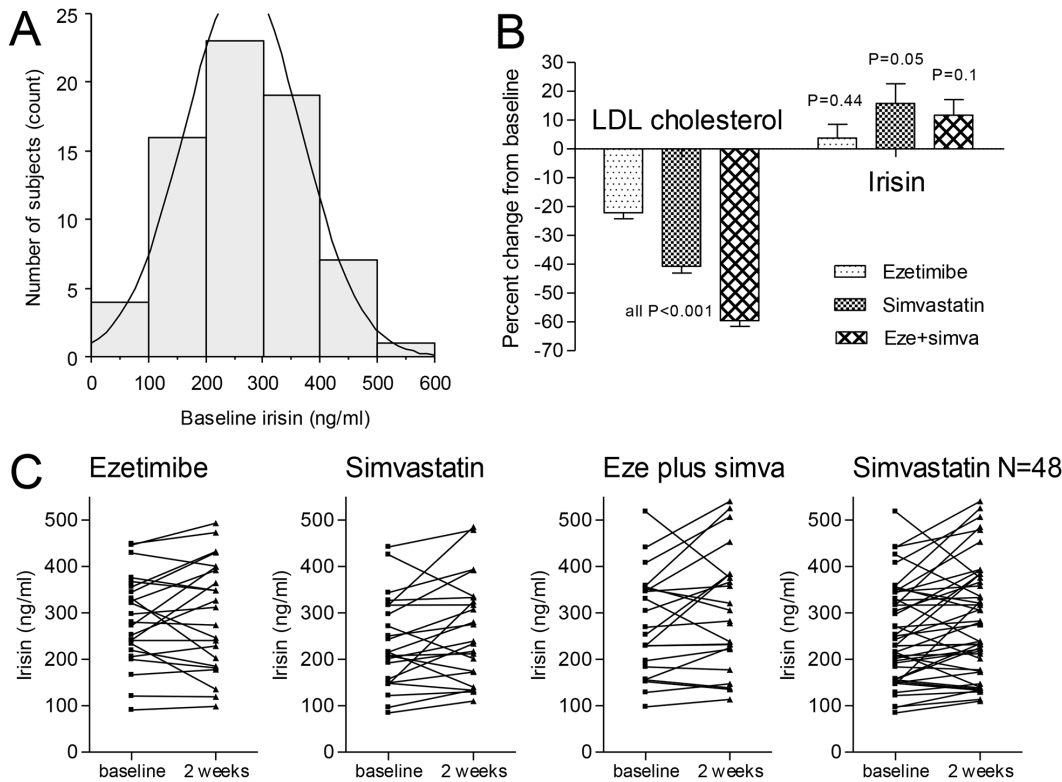 A
Number of subjects (count)
25
20
15
10
5
0
0 100 200 300 400 500 600
Baseline irisin (ng/ml)
B
Percent change from baseline
30
20
10
0
-10
-20
-30
-40
-50
-60
-70
LDL cholesterol
all P<0.001
P=0.44
P=0.05
P=0.1
Irisin
Ezetimibe
Simvastatin
Eze+simva
C
Ezetimibe
Irisin (ng/ml)
500
400
300
200
100
0
baseline 2 weeks
Simvastatin
Irisin (ng/ml)
500
400
300
200
100
0
baseline 2 weeks
Eze plus simva
Irisin (ng/ml)
500
400
300
200
100
0
baseline 2 weeks
Simvastatin N=48
Irisin (ng/ml)
500
400
300
200
100
0
baseline 2 weeks